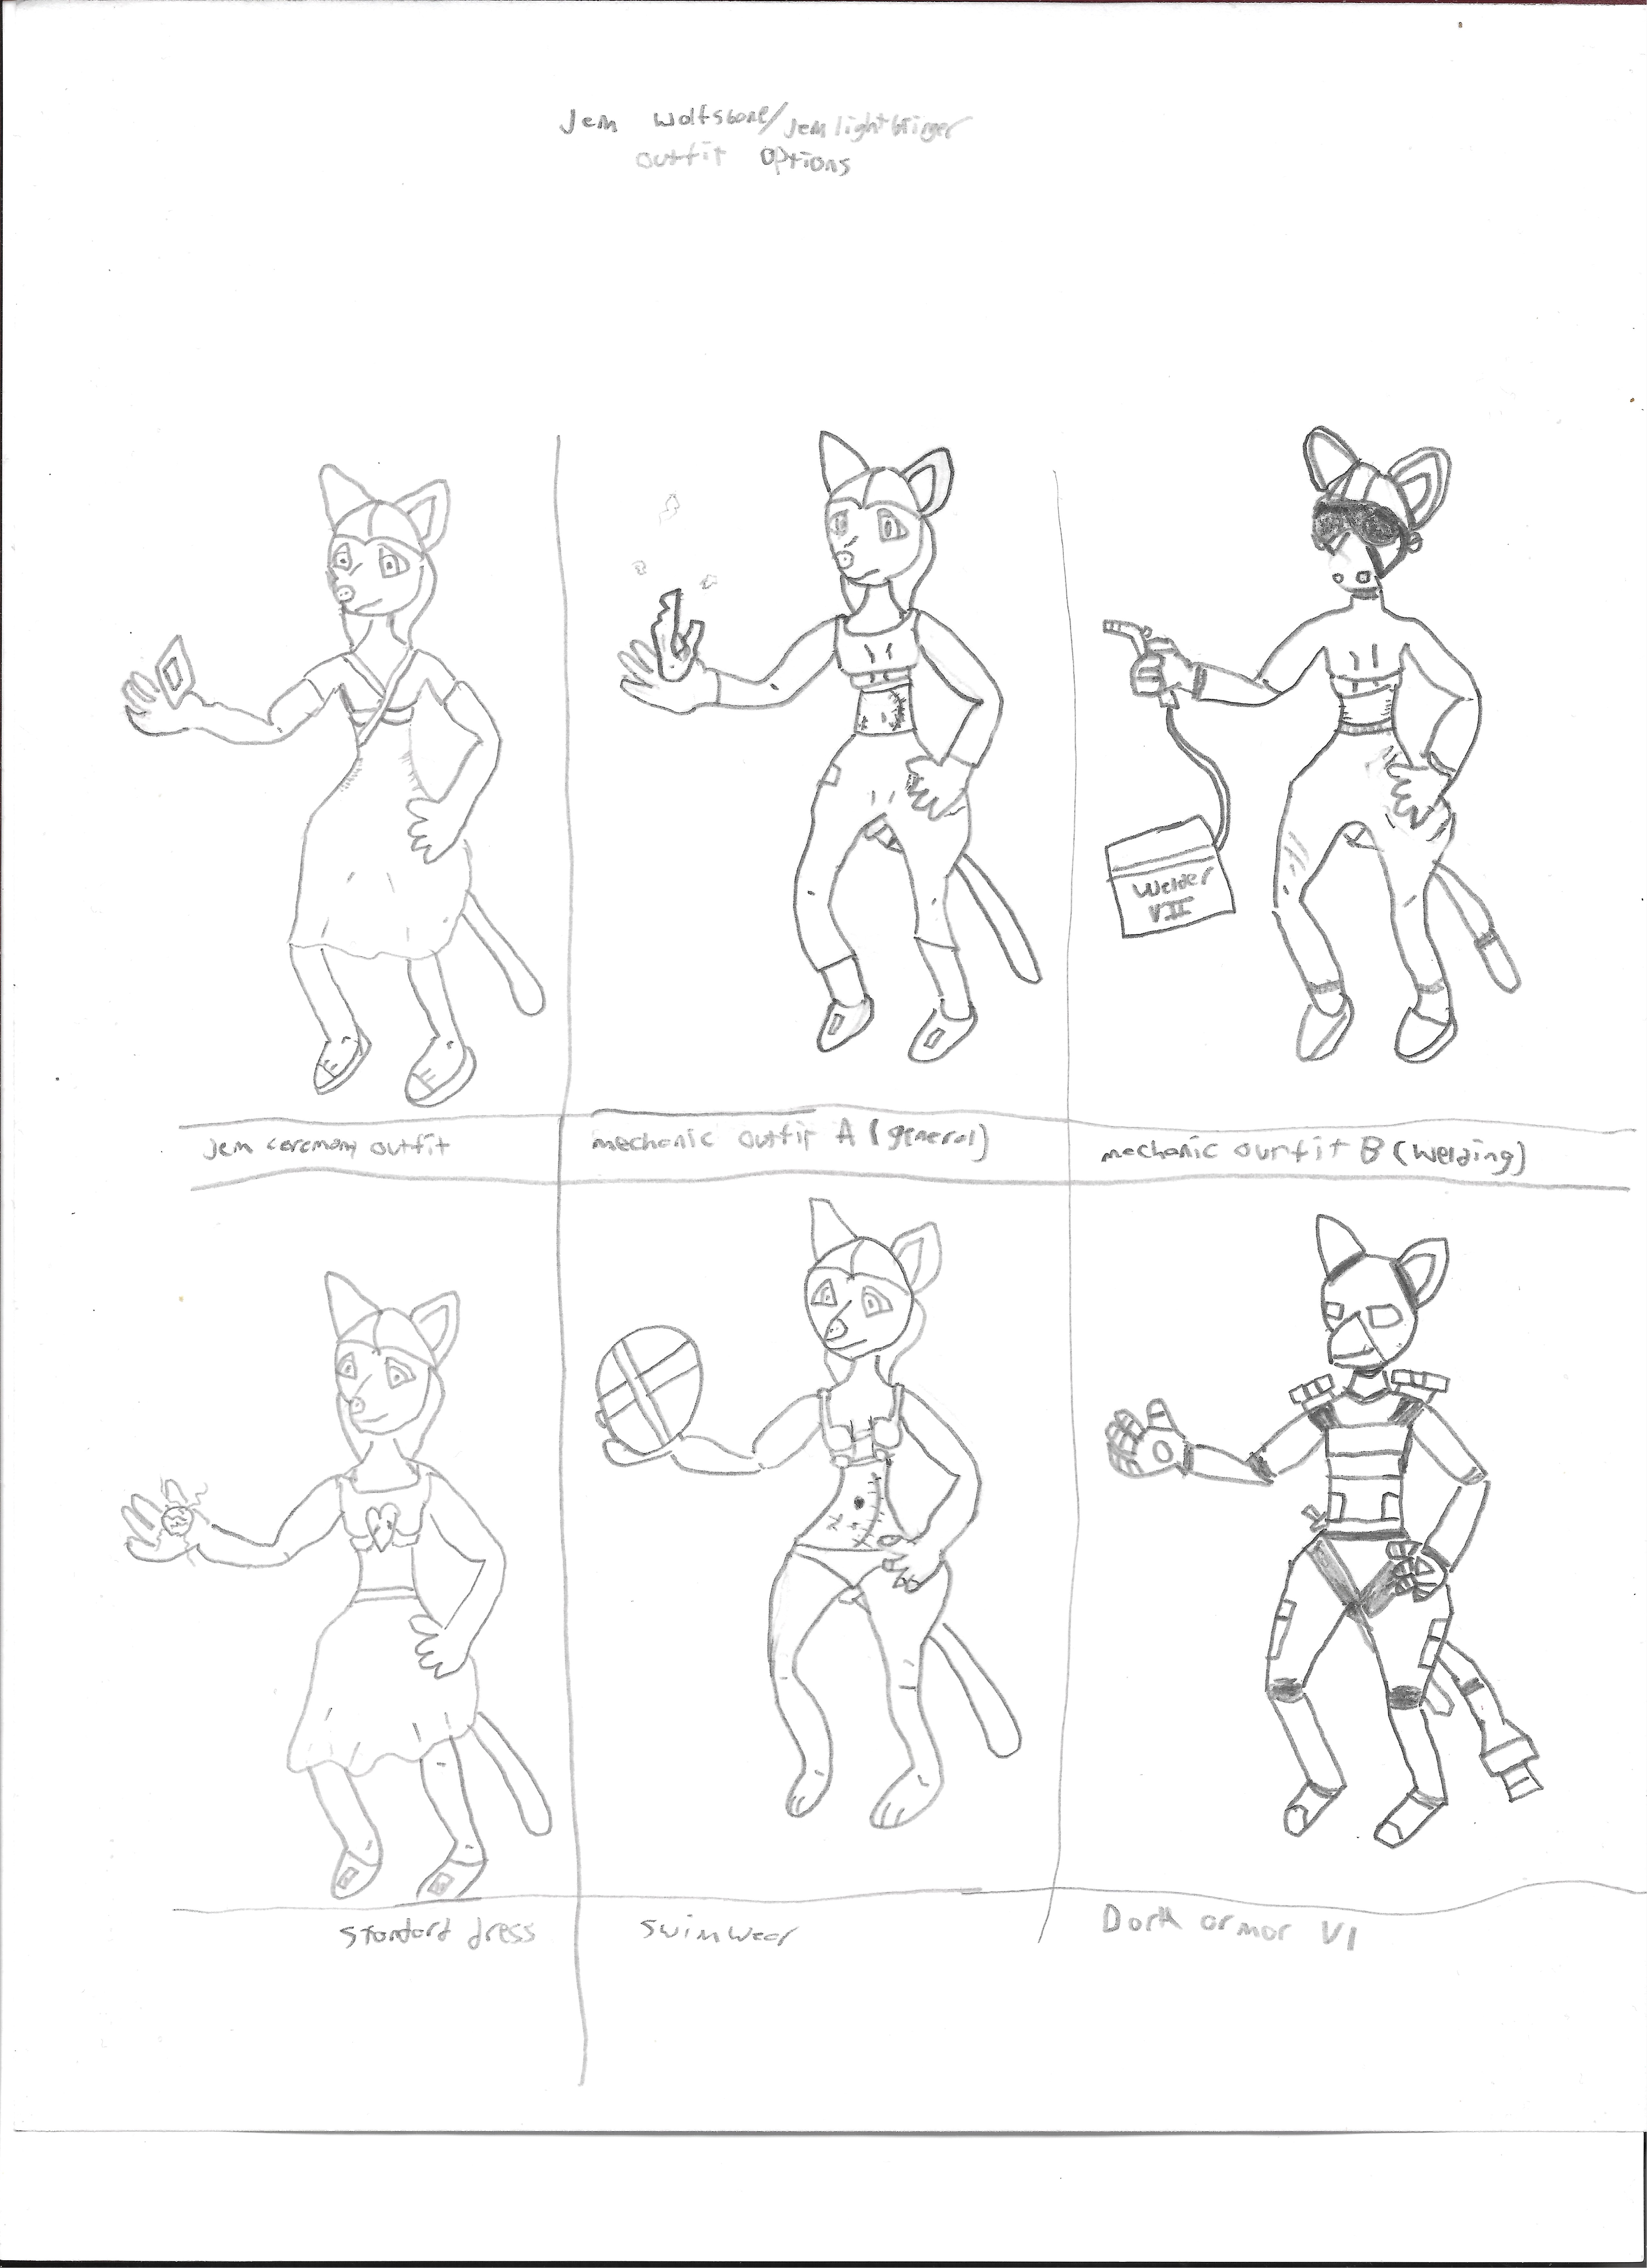 Jem Wolfsbane/Jem lightbringer
outfit options
Welder
VII
Jem ceremony outfit
mechanic outfit A (general)
mechanic outfit B (welding)
Standard dress
Swimwear
Dark armor V1